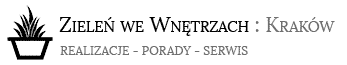 Zieleń we Wnętrzach : Kraków
REALIZACJE - PORADY - SERWIS